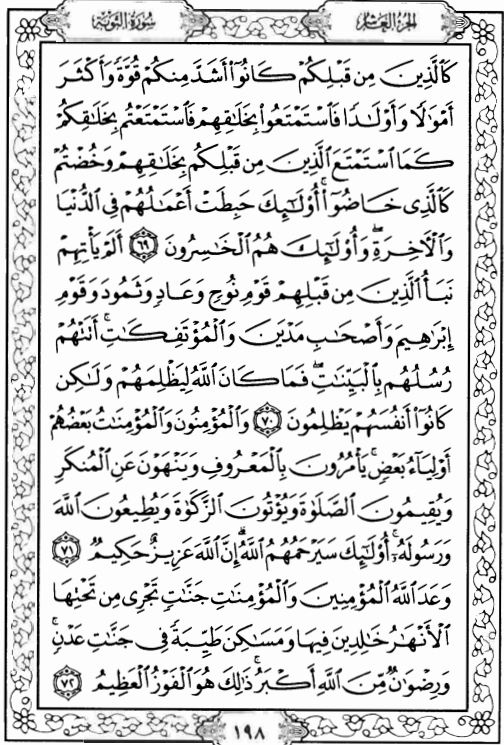 الجزء العاشر
سورة التوبة
كَٱلَّذِينَ مِن قَبۡلِكُمۡ كَانُوٓاْ أَشَدَّ مِنكُمۡ قُوَّةٗ وَأَكۡثَرَ
أَمۡوَٰلٗا وَأَوۡلَٰدٗا فَٱسۡتَمۡتَعُواْ بِخَلَٰقِهِمۡ فَٱسۡتَمۡتَعۡتُم بِخَلَٰقِكُمۡ
كَمَا ٱسۡتَمۡتَعَ ٱلَّذِينَ مِن قَبۡلِكُم بِخَلَٰقِهِمۡ وَخُضۡتُمۡ
كَٱلَّذِي خَاضُوٓاْۚ أُوْلَٰٓئِكَ حَبِطَتۡ أَعۡمَٰلُهُمۡ فِي ٱلدُّنۡيَا
وَٱلۡأٓخِرَةِۖ وَأُوْلَٰٓئِكَ هُمُ ٱلۡخَٰسِرُونَ ٦٩ أَلَمۡ يَأۡتِهِمۡ
نَبَأُ ٱلَّذِينَ مِن قَبۡلِهِمۡ قَوۡمِ نُوحٖ وَعَادٖ وَثَمُودَ وَقَوۡمِ
إِبۡرَٰهِيمَ وَأَصۡحَٰبِ مَدۡيَنَ وَٱلۡمُؤۡتَفِكَٰتِۚ أَتَتۡهُمۡ
رُسُلُهُم بِٱلۡبَيِّنَٰتِۖ فَمَا كَانَ ٱللَّهُ لِيَظۡلِمَهُمۡ وَلَٰكِن
كَانُوٓاْ أَنفُسَهُمۡ يَظۡلِمُونَ ٧٠ وَٱلۡمُؤۡمِنُونَ وَٱلۡمُؤۡمِنَٰتُ بَعۡضُهُمۡ
أَوۡلِيَآءُ بَعۡضٖۚ يَأۡمُرُونَ بِٱلۡمَعۡرُوفِ وَيَنۡهَوۡنَ عَنِ ٱلۡمُنكَرِ
وَيُقِيمُونَ ٱلصَّلَوٰةَ وَيُؤۡتُونَ ٱلزَّكَوٰةَ وَيُطِيعُونَ ٱللَّهَ
وَرَسُولَهُۥٓۚ أُوْلَٰٓئِكَ سَيَرۡحَمُهُمُ ٱللَّهُۗ إِنَّ ٱللَّهَ عَزِيزٌ حَكِيمٞ ٧١
وَعَدَ ٱللَّهُ ٱلۡمُؤۡمِنِينَ وَٱلۡمُؤۡمِنَٰتِ جَنَّٰتٖ تَجۡرِي مِن تَحۡتِهَا
ٱلۡأَنۡهَٰرُ خَٰلِدِينَ فِيهَا وَمَسَٰكِنَ طَيِّبَةٗ فِي جَنَّٰتِ عَدۡنٖۚ
وَرِضۡوَٰنٞ مِّنَ ٱللَّهِ أَكۡبَرُۚ ذَٰلِكَ هُوَ ٱلۡفَوۡزُ ٱلۡعَظِيمُ ٧٢
١٩٨